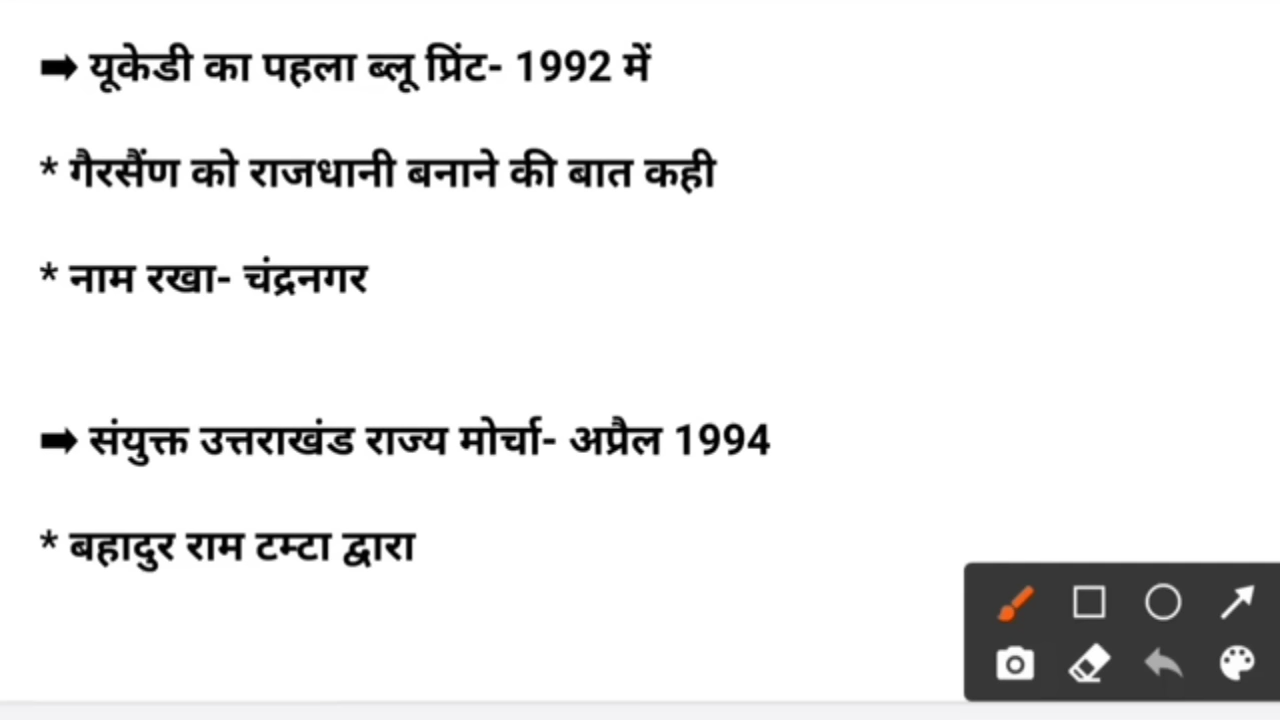 ➡ यूकेडी का पहला ब्लू प्रिंट- 1992 में
* गैरसैंण को राजधानी बनाने की बात कही
* नाम रखा- चंद्रनगर
➡ संयुक्त उत्तराखंड राज्य मोर्चा- अप्रैल 1994
* बहादुर राम टम्टा द्वारा